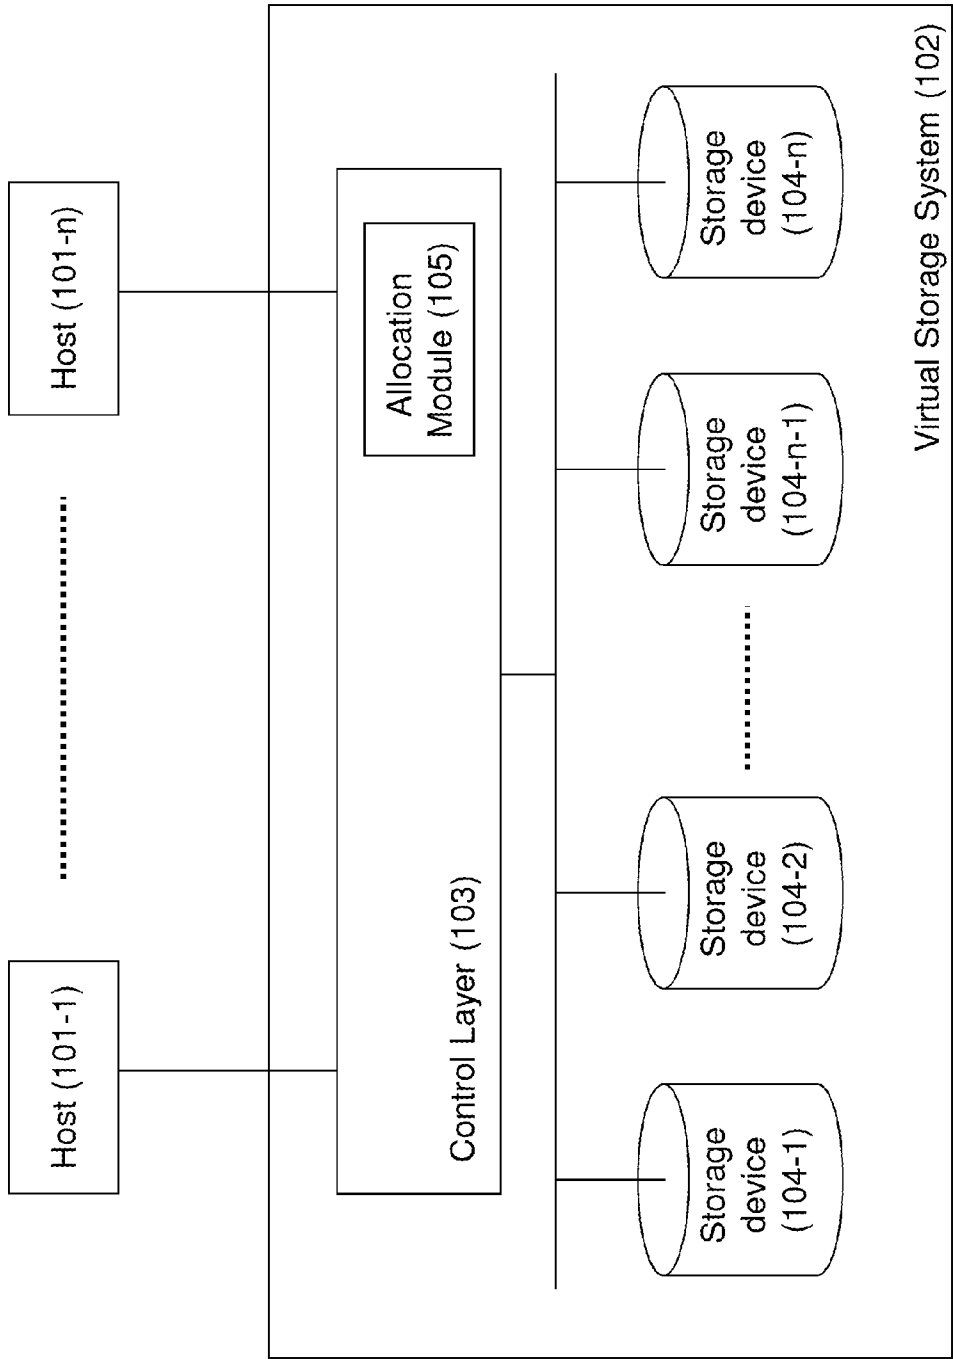 Host (101-1)
Host (101-n)
Control Layer (103)
Allocation
Module (105)
Storage
device
(104-1)
Storage
device
(104-2)
Storage
device
(104-n-1)
Storage
device
(104-n)
Virtual Storage System (102)